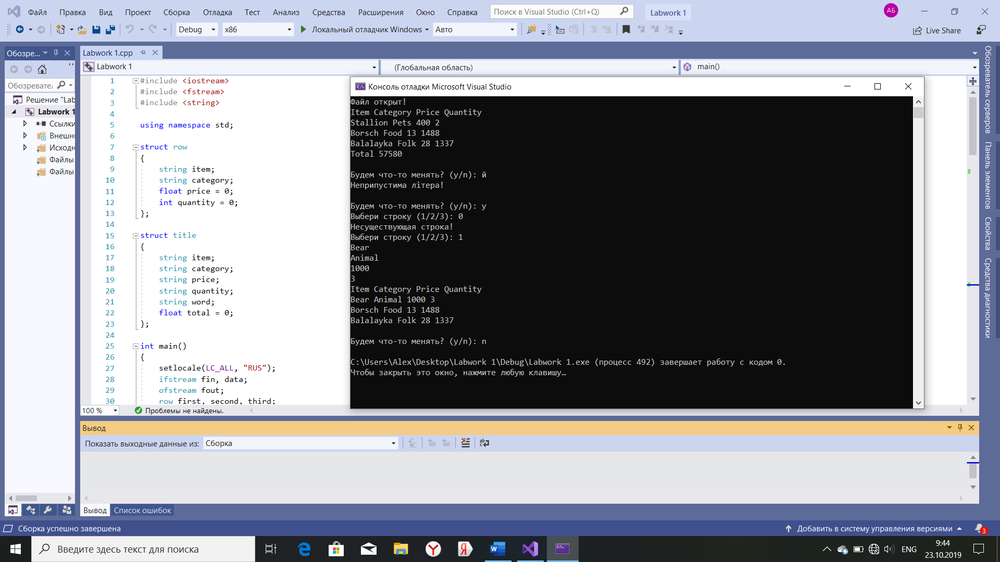 Файл Правка Вид Проект Сборка Отладка Тест Анализ Средства Расширения Окно Справка Поиск в Visual Studio (Ctrl+Q) Labwork 1 АБ
Debug x86 Локальный отладчик Windows Авто Live Share
Обозре... Labwork 1.cpp
Labwork 1 (Глобальная область) main()
Обозревател
Решение "Lab
Labwork 1
Ссылки
Внешн
Исходн
Файлы
Файлы
1 #include <iostream>
2 #include <fstream>
3 #include <string>
4
5 using namespace std;
6
7 struct row
8 {
9 string item;
10 string category;
11 float price = 0;
12 int quantity = 0;
13 };
14
15 struct title
16 {
17 string item;
18 string category;
19 string price;
20 string quantity;
21 string word;
22 float total = 0;
23 };
24
25 int main()
26 {
27 setlocale(LC_ALL, "RUS");
28 ifstream fin, data;
29 ofstream fout;
30 row first, second, third;
Консоль отладки Microsoft Visual Studio
Файл открыт!
Item Category Price Quantity
Stallion Pets 400 2
Borsch Food 13 1488
Balalayka Folk 28 1337
Total 57580
Будем что-то менять? (y/n): й
Неприпустима літера!
Будем что-то менять? (y/n): y
Выбери строку (1/2/3): 0
Несуществующая строка!
Выбери строку (1/2/3): 1
Bear
Animal
1000
3
Item Category Price Quantity
Bear Animal 1000 3
Borsch Food 13 1488
Balalayka Folk 28 1337
Будем что-то менять? (y/n): n
C:\Users\Alex\Desktop\Labwork 1\Debug\Labwork 1.exe (процесс 492) завершает работу с кодом 0.
Чтобы закрыть это окно, нажмите любую клавишу…
Обозреватель серверов
Панель элементов
Свойства
Средства диагностики
100 % Проблемы не найдены.
Вывод
Показать выходные данные из: Сборка
Вывод Список ошибок
Сборка успешно завершена Добавить в систему управления версиями 3
Введите здесь текст для поиска ENG 9:44
23.10.2019